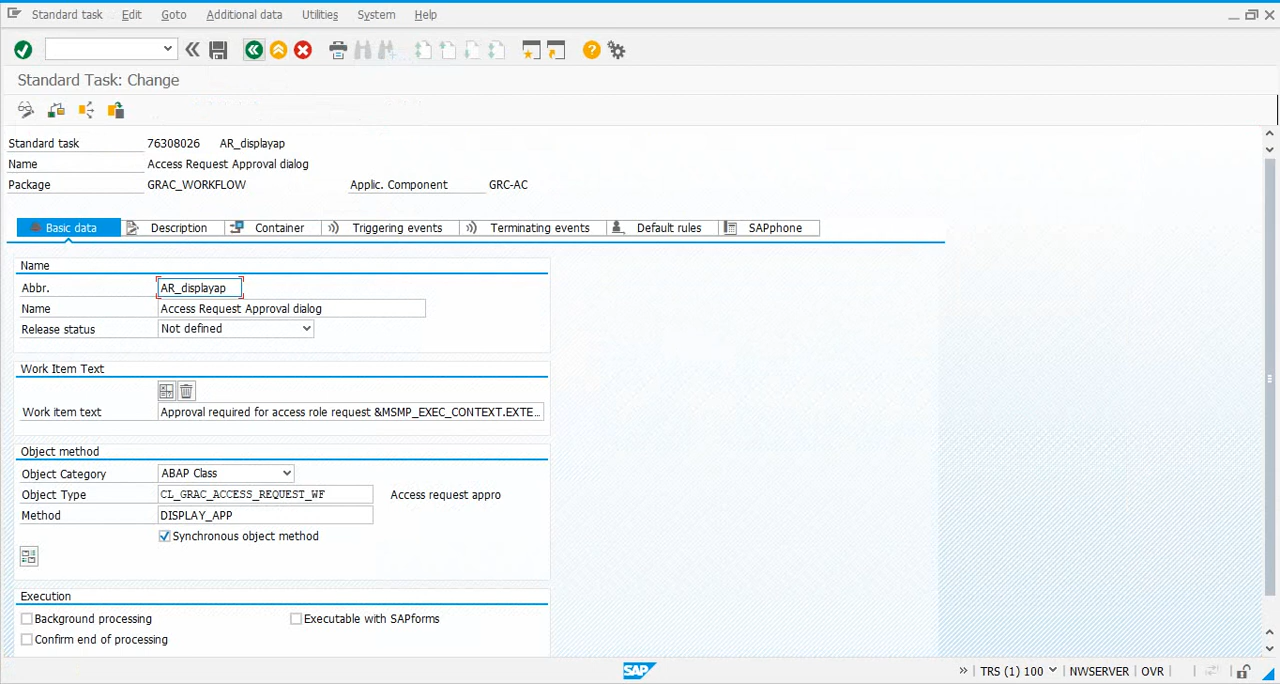 Standard task Edit Goto Additional data Utilities System Help
Standard Task: Change
Standard task 76308026 AR_displayap
Name Access Request Approval dialog
Package GRAC_WORKFLOW Applic. Component GRC-AC
Basic data Description Container Triggering events Terminating events Default rules SAPphone
Name
Abbr. AR_displayap
Name Access Request Approval dialog
Release status Not defined
Work Item Text
Work item text Approval required for access role request &MSMP_EXEC_CONTEXT.EXTE...
Object method
Object Category ABAP Class
Object Type CL_GRAC_ACCESS_REQUEST_WF Access request appro
Method DISPLAY_APP
Synchronous object method
Execution
Background processing Executable with SAPforms
Confirm end of processing
SAP TRS (1) 100 NWSERVER OVR